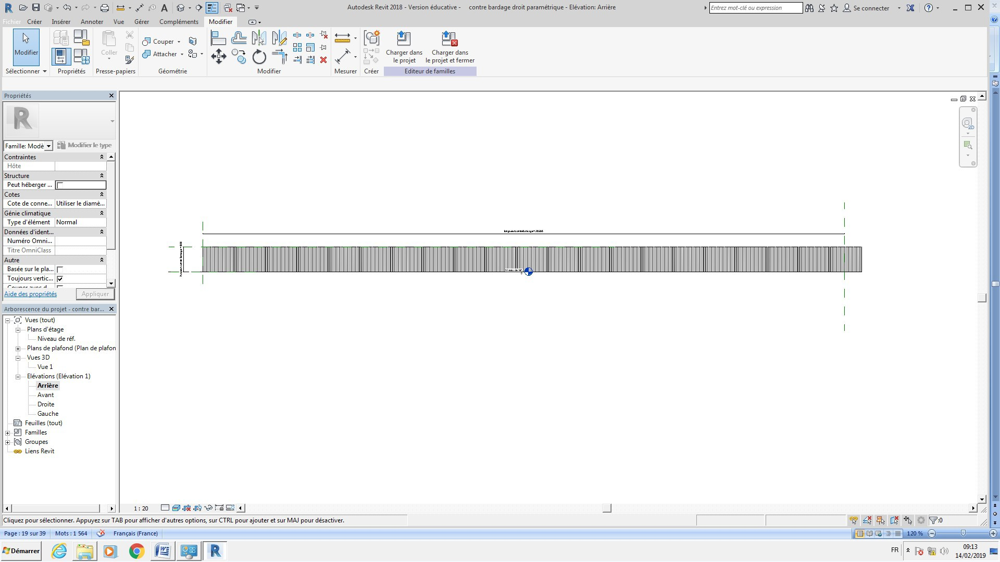 Autodesk Revit 2018 - Version éducative - contre bardage droit paramétrique - Elévation: Arrière
Entrez mot-clé ou expression
Se connecter
Fichier Créer Insérer Annoter Vue Gérer Compléments Modifier
Modifier
Coller
Couper
Attacher
Charger dans le projet
Charger dans le projet et fermer
Sélectionner Propriétés Presse-papiers Géométrie Modifier Mesurer Créer Editeur de familles
Propriétés
R
Famille: Modè
Modifier le type
Contraintes
Hôte
Structure
Peut héberger ...
Cotes
Cote de conne... Utiliser le diamè...
Génie climatique
Type d'élément Normal
Données d'ident...
Numéro Omni...
Titre OmniClass
Autre
Basée sur le pla...
Toujours vertic...
Aide des propriétés Appliquer
Arborescence du projet - contre bar...
Vues (tout)
Plans d'étage
Niveau de réf.
Plans de plafond (Plan de plafon
Vues 3D
Vue 1
Elévations (Elévation 1)
Arrière
Avant
Droite
Gauche
Feuilles (tout)
Familles
Groupes
Liens Revit
2D
Niveau de réf.
1 : 20
Cliquez pour sélectionner. Appuyez sur TAB pour afficher d'autres options, sur CTRL pour ajouter et sur MAJ pour désactiver.
:0
Page : 19 sur 39 Mots : 1 564 Français (France) 120 %
Démarrer
FR
09:13
14/02/2019